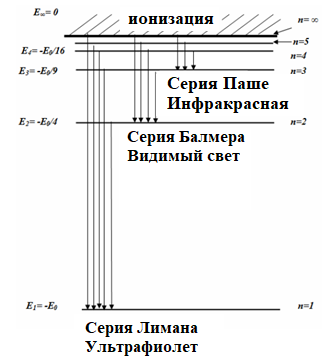 E∞= 0
ионизация
n= ∞
n=5
E₄= -E₀/16
n=4
E₃= -E₀/9
n=3
Серия Паше
Инфракрасная
E₂= -E₀/4
n=2
Серия Балмера
Видимый свет
E₁= -E₀
n=1
Серия Лимана
Ультрафиолет